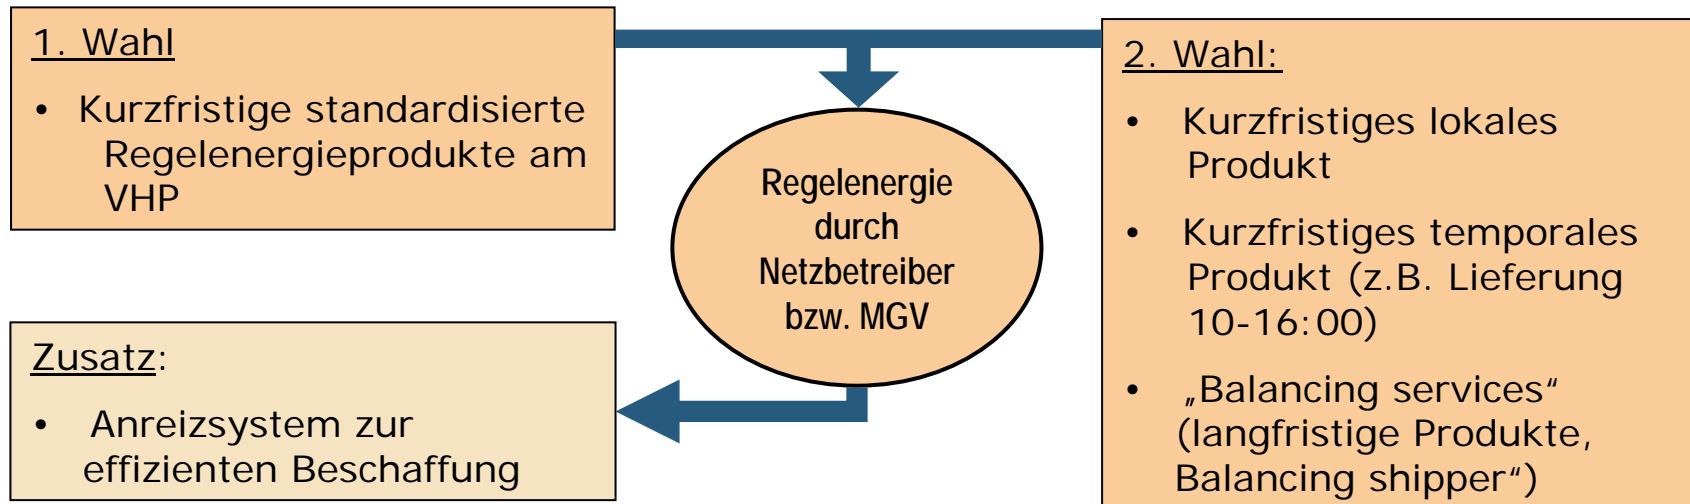 1. Wahl
• Kurzfristige standardisierte
Regelenergieprodukte am
VHP
Regelenergie
durch
Netzbetreiber
bzw. MGV
2. Wahl:
• Kurzfristiges lokales
Produkt
• Kurzfristiges temporales
Produkt (z.B. Lieferung
10-16:00)
• „Balancing services“
(langfristige Produkte,
Balancing shipper“)
Zusatz:
• Anreizsystem zur
effizienten Beschaffung